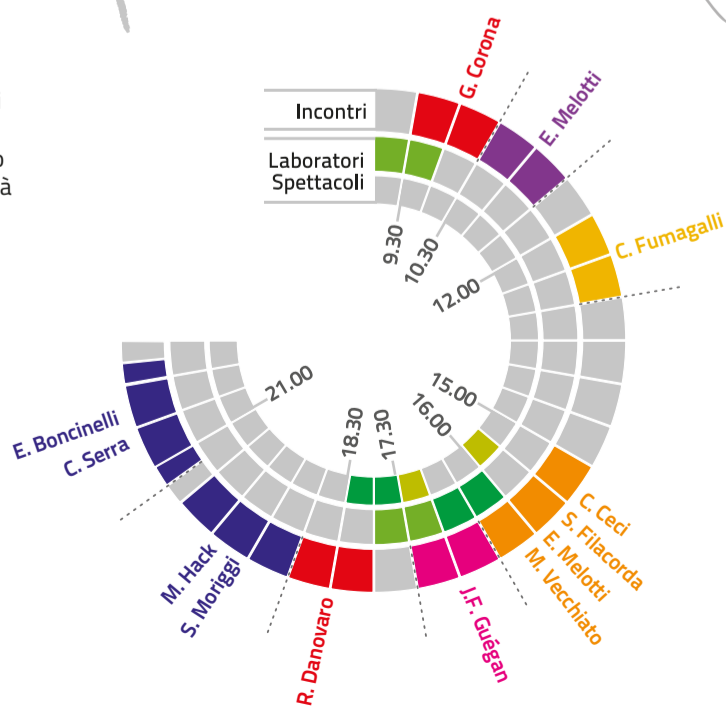 o
à
Incontri
Laboratori
Spettacoli
G. Corona
E. Melotti
C. Fumagalli
9.30
10.30
12.00
15.00
16.00
17.30
18.30
21.00
C. Ceci
S. Filacorda
E. Melotti
M. Vecchiato
J.F. Guégan
R. Danovaro
M. Hack
S. Moriggi
E. Boncinelli
C. Serra